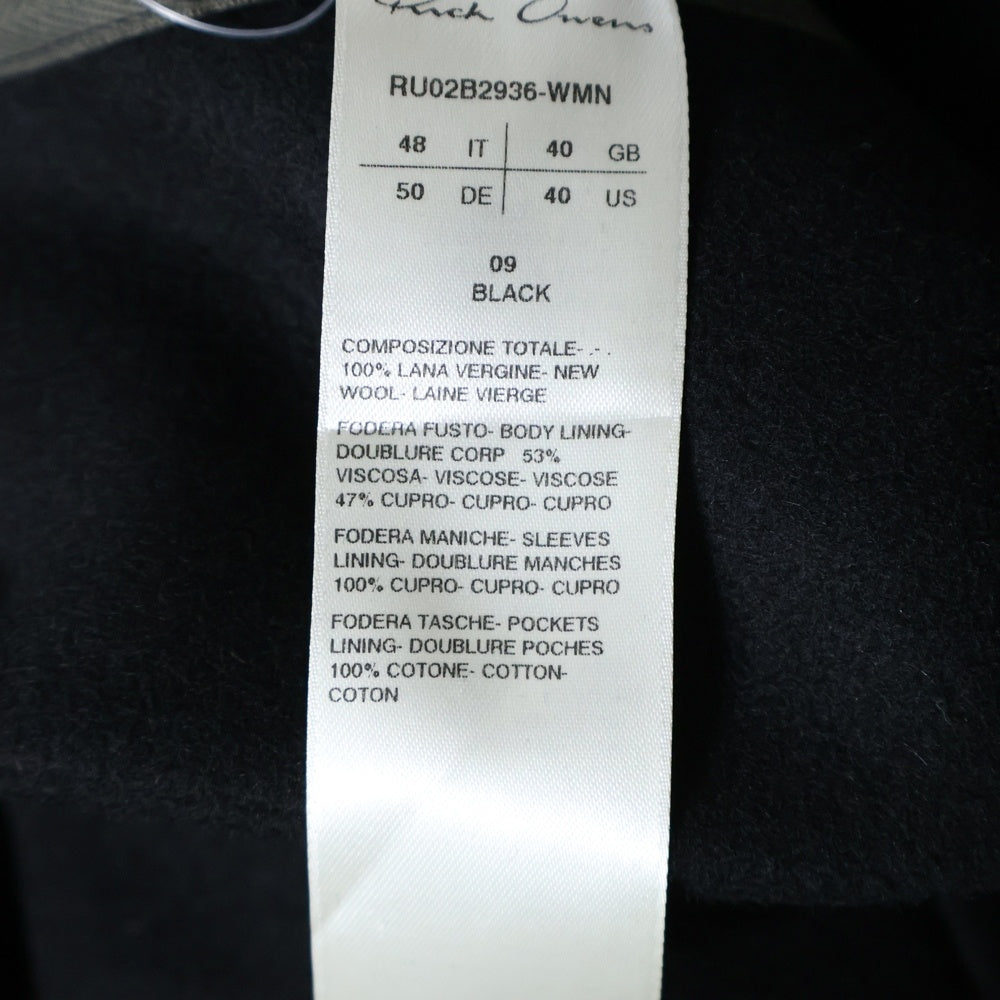 Rick Owens
RU02B2936-WMN
48 IT 40 GB
50 DE 40 US
09
BLACK
COMPOSIZIONE TOTALE- .- .
100% LANA VERGINE- NEW
WOOL- LAINE VIERGE
FODERA FUSTO- BODY LINING-
DOUBLURE CORP 53%
VISCOSA- VISCOSE- VISCOSE
47% CUPRO- CUPRO- CUPRO
FODERA MANICHE- SLEEVES
LINING- DOUBLURE MANCHES
100% CUPRO- CUPRO- CUPRO
FODERA TASCHE- POCKETS
LINING- DOUBLURE POCHES
100% COTONE- COTTON-
COTON